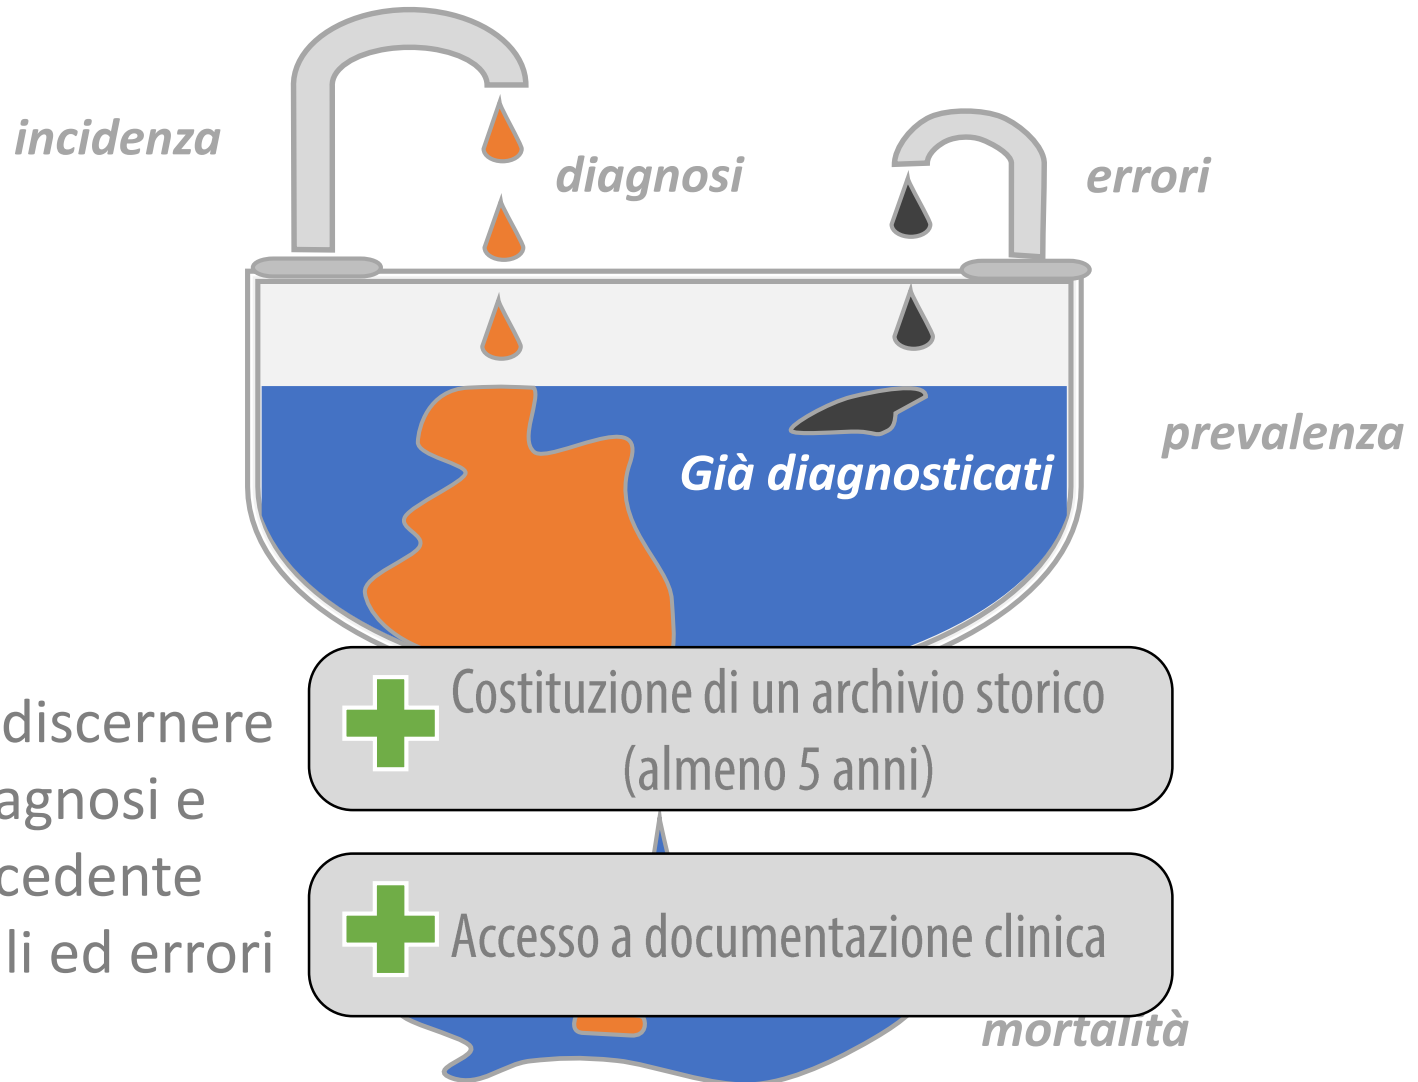 incidenza
diagnosi
errori
prevalenza
Già diagnosticati
discernere
agnosi e
cedente
li ed errori
Costituzione di un archivio storico
(almeno 5 anni)
Accesso a documentazione clinica
mortalità